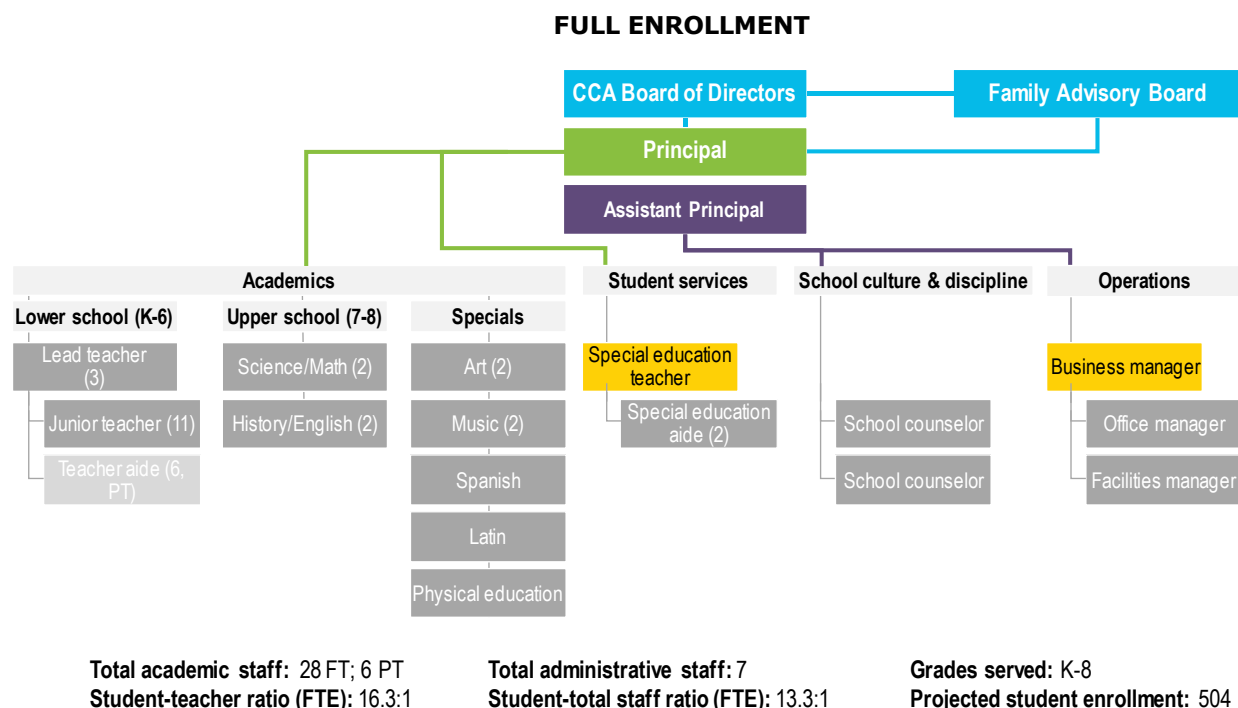 FULL ENROLLMENT
CCA Board of Directors
Family Advisory Board
Principal
Assistant Principal
Academics
Student services
School culture & discipline
Operations
Lower school (K-6)
Upper school (7-8)
Specials
Lead teacher
(3)
Science/Math (2)
Art (2)
Special education
teacher
Business manager
Junior teacher (11)
History/English (2)
Music (2)
Special education
aide (2)
School counselor
Office manager
Teacher aide (6,
PT)
Spanish
School counselor
Facilities manager
Latin
Physical education
Total academic staff: 28 FT; 6 PT
Total administrative staff: 7
Grades served: K-8
Student-teacher ratio (FTE): 16.3:1
Student-total staff ratio (FTE): 13.3:1
Projected student enrollment: 504